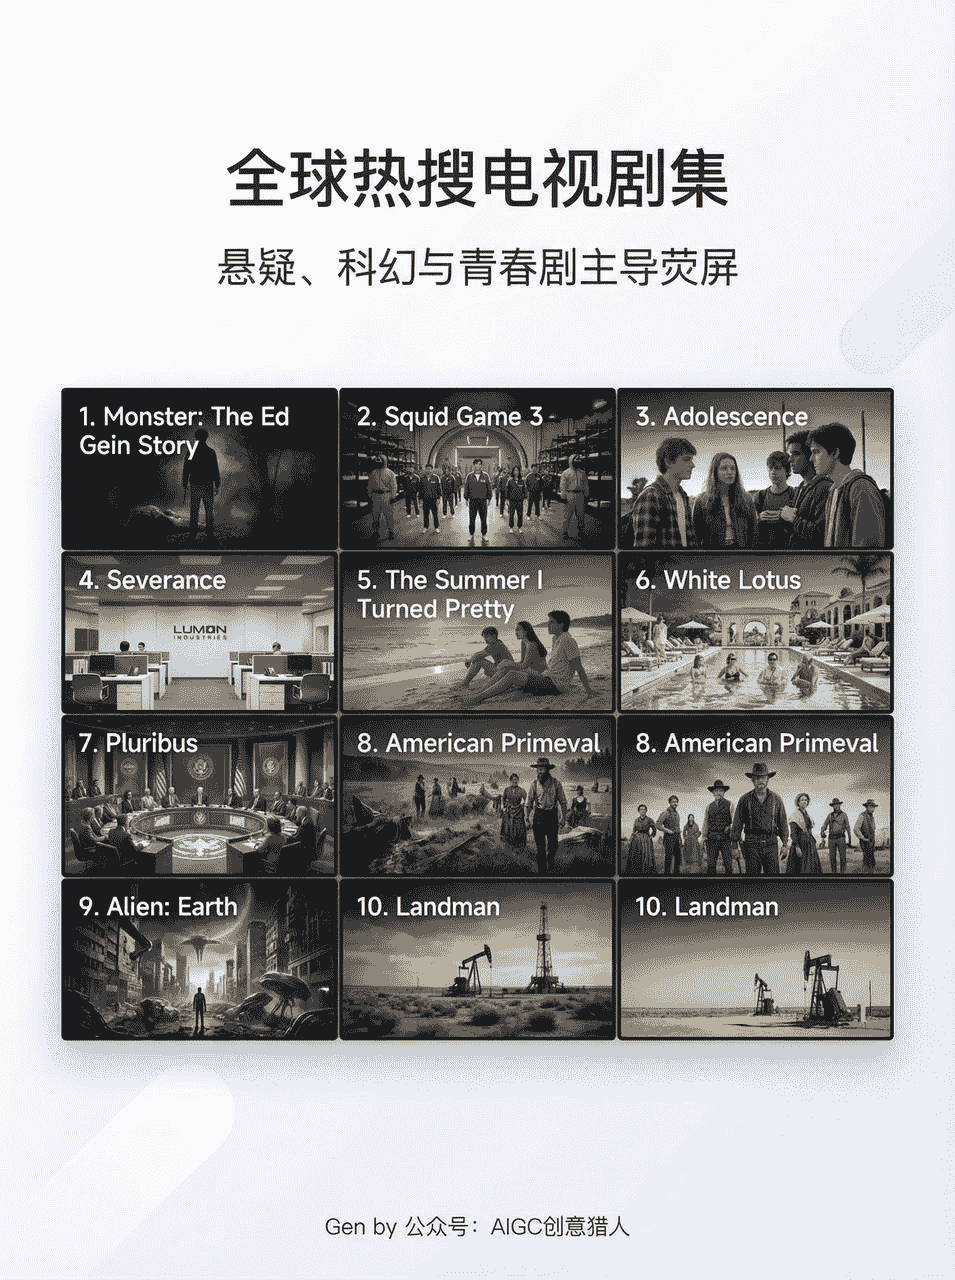 全球热搜电视剧集
悬疑、科幻与青春剧主导荧屏
1. Monster: The Ed
Gein Story
2. Squid Game 3
3. Adolescence
4. Severance
LUMON
INDUSTRIES
5. The Summer I
Turned Pretty
6. White Lotus
7. Pluribus
8. American Primeval
8. American Primeval
9. Alien: Earth
10. Landman
10. Landman
Gen by 公众号：AIGC创意猎人